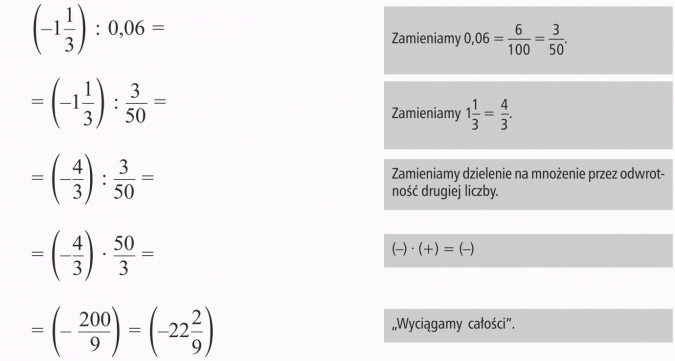 (–1 1/3) : 0,06 =
Zamieniamy 0,06 = 6/100 = 3/50.
= (–1 1/3) : 3/50 =
Zamieniamy 1 1/3 = 4/3.
= (–4/3) : 3/50 =
Zamieniamy dzielenie na mnożenie przez odwrot-
ność drugiej liczby.
= (–4/3) · 50/3 =
(–) · (+) = (–)
= (– 200/9) = (–22 2/9)
„Wyciągamy całości”.